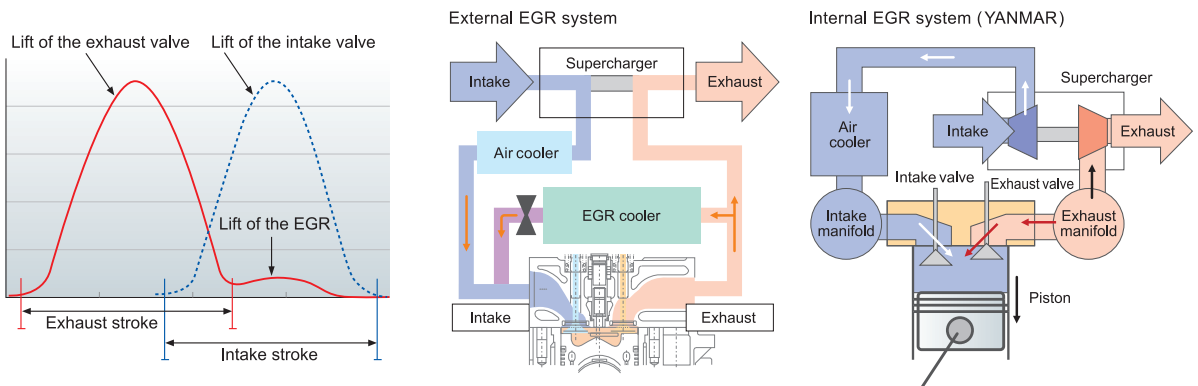 Lift of the exhaust valve
Lift of the intake valve
Lift of the EGR
Exhaust stroke
Intake stroke
External EGR system
Supercharger
Intake
Exhaust
Air cooler
EGR cooler
Intake
Exhaust
Internal EGR system (YANMAR)
Supercharger
Air
cooler
Intake
Exhaust
Intake valve
Exhaust valve
Intake
manifold
Exhaust
manifold
Piston